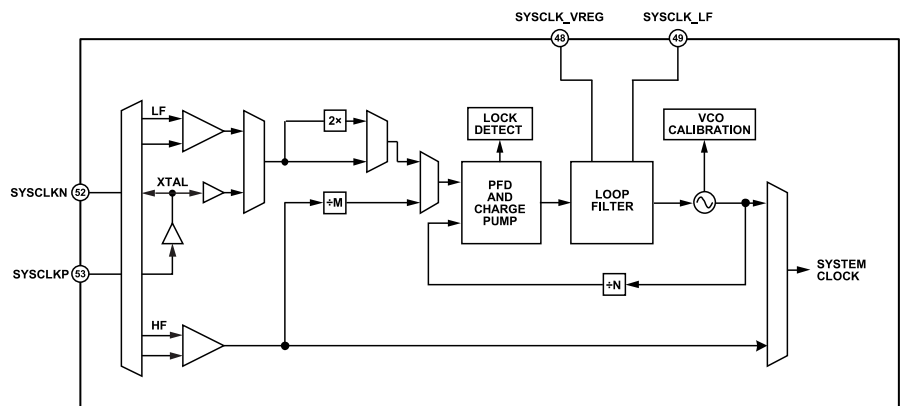 SYSCLK_VREG
SYSCLK_LF
48
49
LF
2×
LOCK
DETECT
VCO
CALIBRATION
52
SYSCLKN
XTAL
PFD
AND
CHARGE
PUMP
LOOP
FILTER
÷M
53
SYSCLKP
÷N
SYSTEM
CLOCK
HF